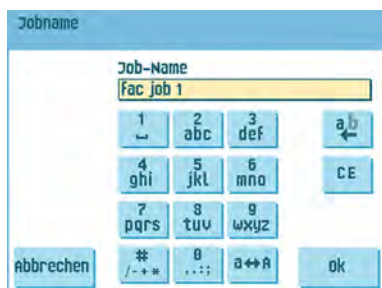 Jobname
Job-Name
Fac job 1
1 2 3
␣ abc def ab
4 5 6
ghi jkl mno CE
7 8 9
pqrs tuv wxyz
Abbrechen # 0 a↔A Ok
/-+* ..:;